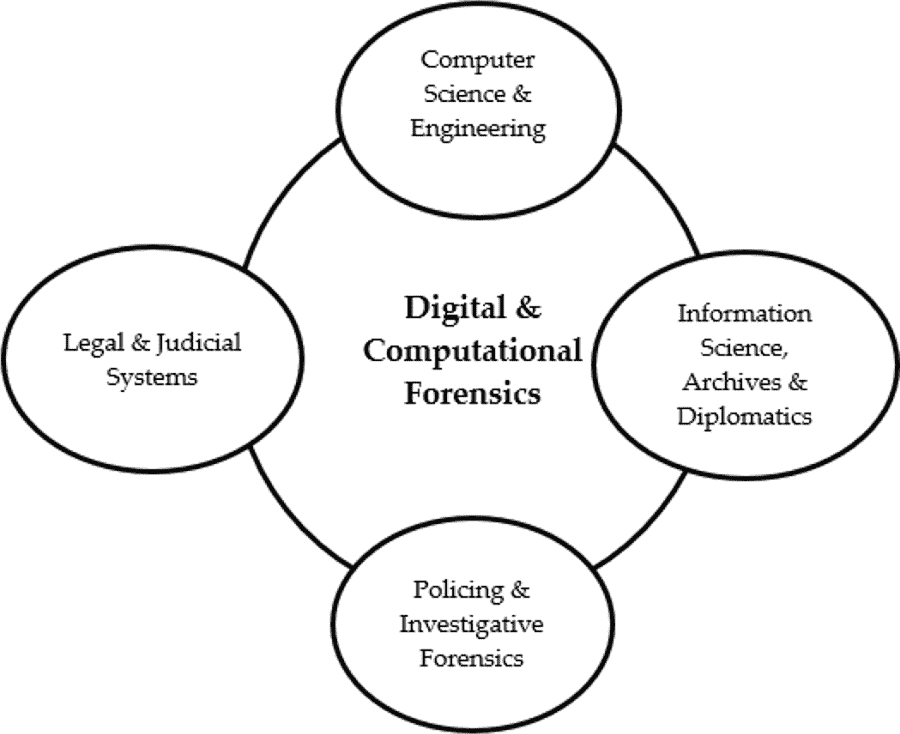 Computer
Science &
Engineering
Legal & Judicial
Systems
Digital &
Computational
Forensics
Information
Science,
Archives &
Diplomatics
Policing &
Investigative
Forensics